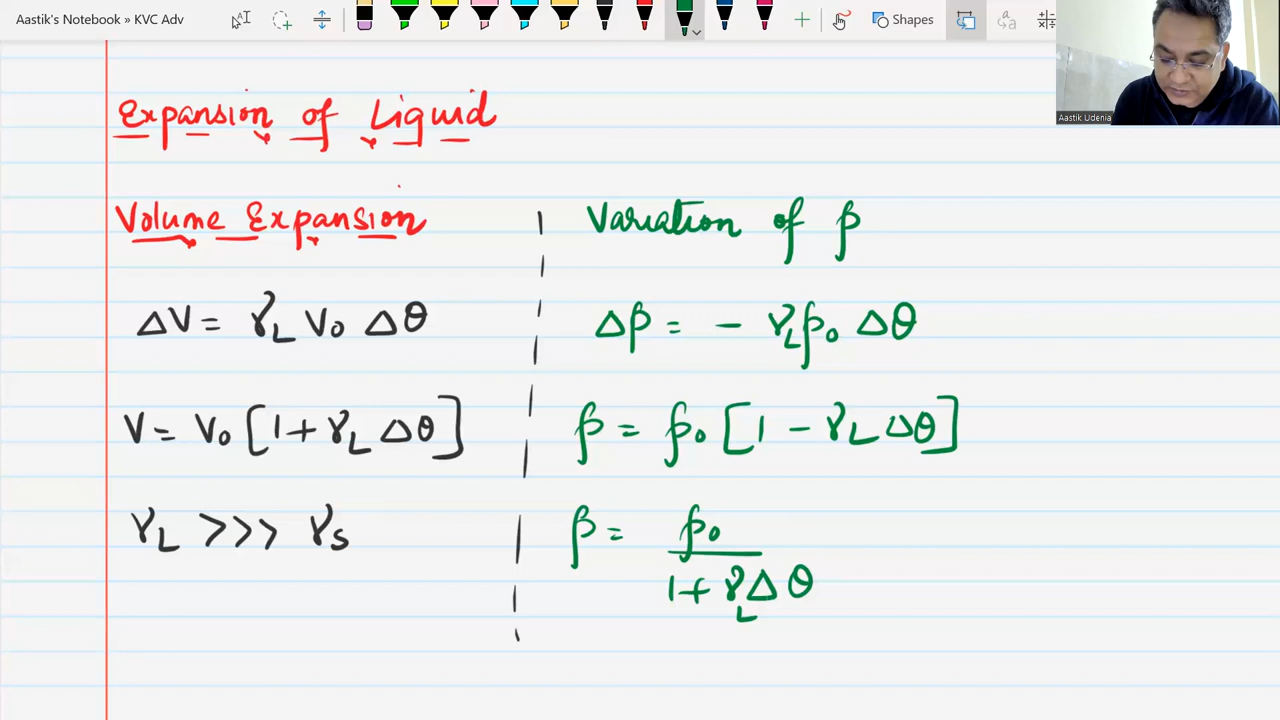 Aastik's Notebook » KVC Adv
Shapes
Aastik Udenia
Expansion of Liquid
Volume Expansion
ΔV = γL V0 Δθ
V = V0 [1 + γL Δθ]
γL >>> γs
Variation of ρ
Δρ = - γL ρ0 Δθ
ρ = ρ0 [1 - γL Δθ]
ρ = ρ0
1 + γL Δθ